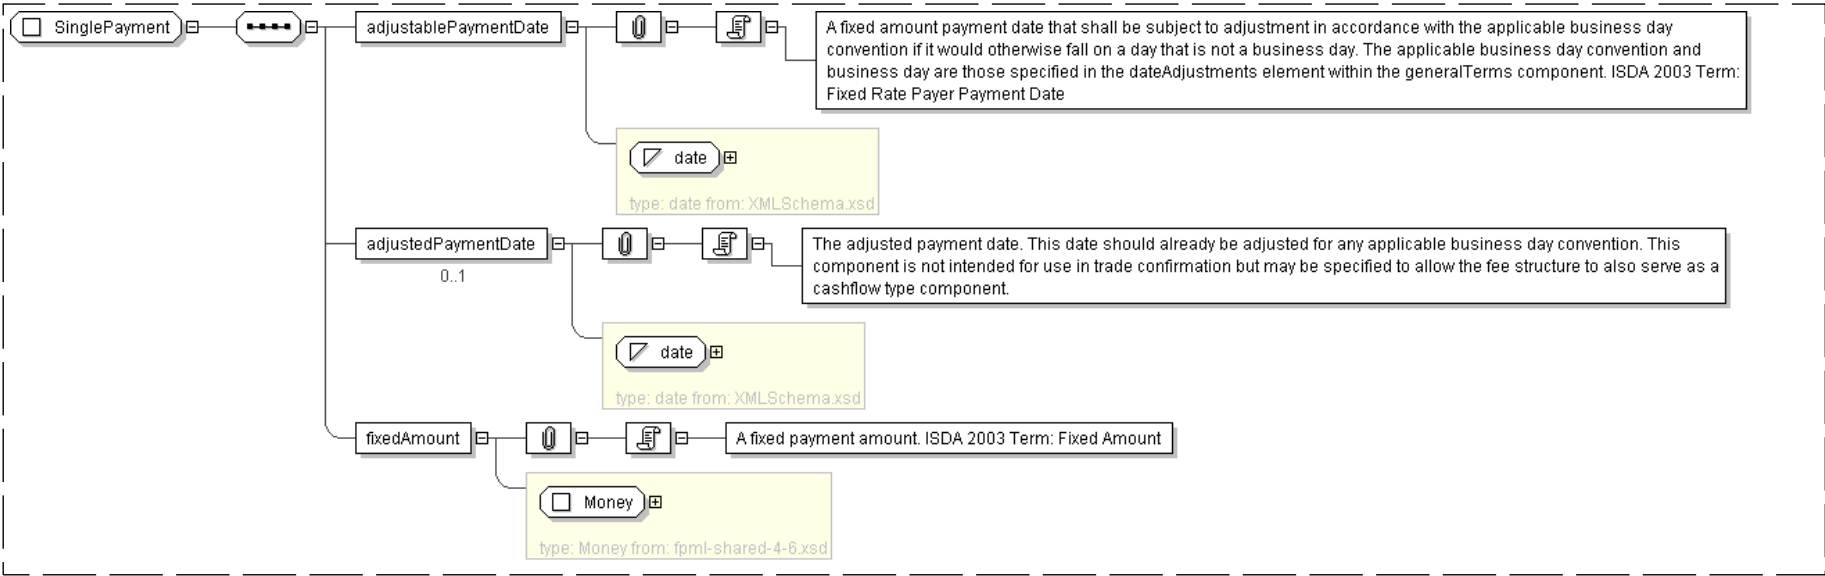 SinglePayment
adjustablePaymentDate
A fixed amount payment date that shall be subject to adjustment in accordance with the applicable business day
convention if it would otherwise fall on a day that is not a business day. The applicable business day convention and
business day are those specified in the dateAdjustments element within the generalTerms component. ISDA 2003 Term:
Fixed Rate Payer Payment Date
date
type: date from: XMLSchema.xsd
adjustedPaymentDate
0..1
The adjusted payment date. This date should already be adjusted for any applicable business day convention. This
component is not intended for use in trade confirmation but may be specified to allow the fee structure to also serve as a
cashflow type component.
date
type: date from: XMLSchema.xsd
fixedAmount
A fixed payment amount. ISDA 2003 Term: Fixed Amount
Money
type: Money from: fpml-shared-4-6.xsd